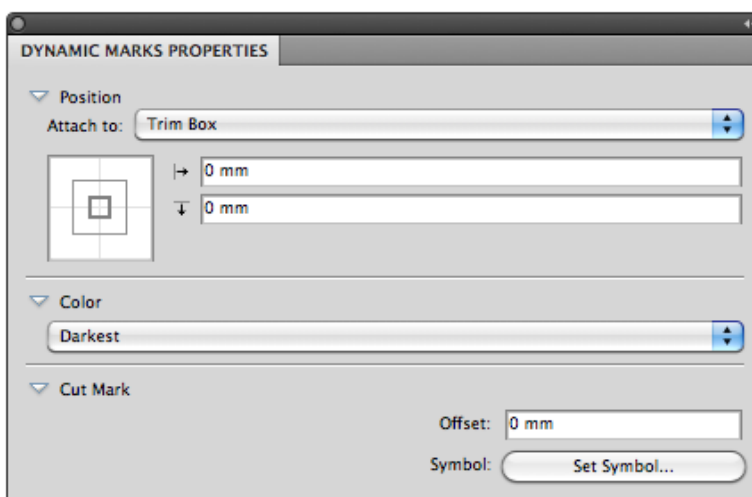 DYNAMIC MARKS PROPERTIES
Position
Attach to: Trim Box
0 mm
0 mm
Color
Darkest
Cut Mark
Offset: 0 mm
Symbol: Set Symbol...